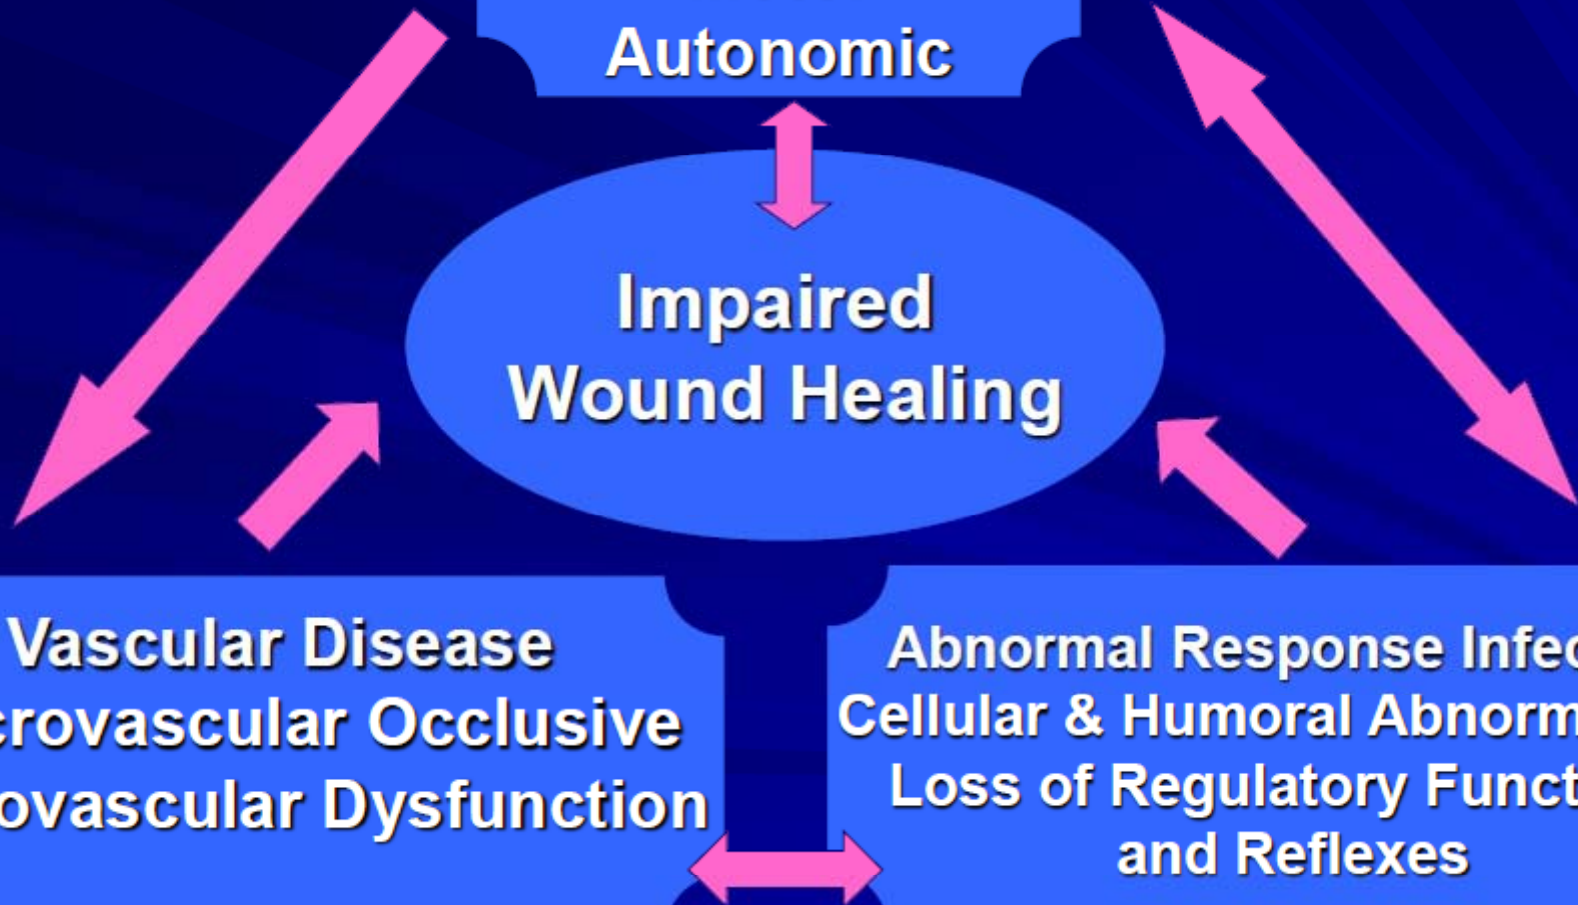 Autonomic
Impaired
Wound Healing
Vascular Disease
crovascular Occlusive
ovascular Dysfunction
Abnormal Response Infec
Cellular & Humoral Abnorm
Loss of Regulatory Funct
and Reflexes